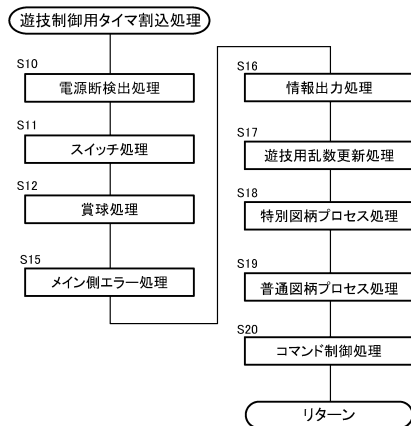 遊技制御用タイマ割込処理
S10
電源断検出処理
S11
スイッチ処理
S12
賞球処理
S15
メイン側エラー処理
S16
情報出力処理
S17
遊技用乱数更新処理
S18
特別図柄プロセス処理
S19
普通図柄プロセス処理
S20
コマンド制御処理
リターン